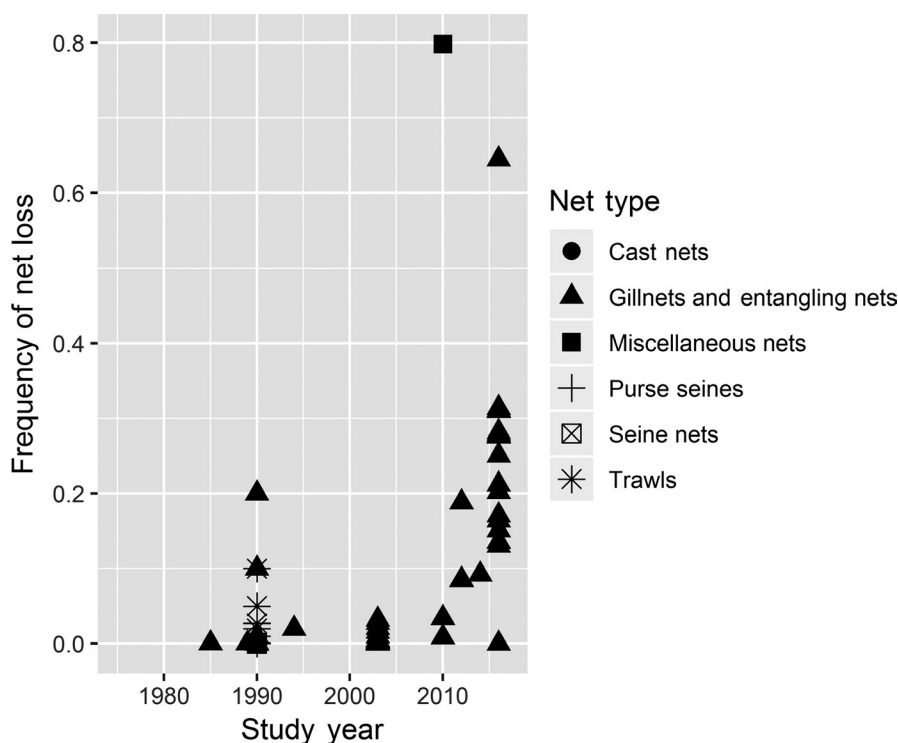 0.8
0.6
0.4
0.2
0.0
Frequency of net loss
1980 1990 2000 2010
Study year
Net type
Cast nets
Gillnets and entangling nets
Miscellaneous nets
Purse seines
Seine nets
Trawls